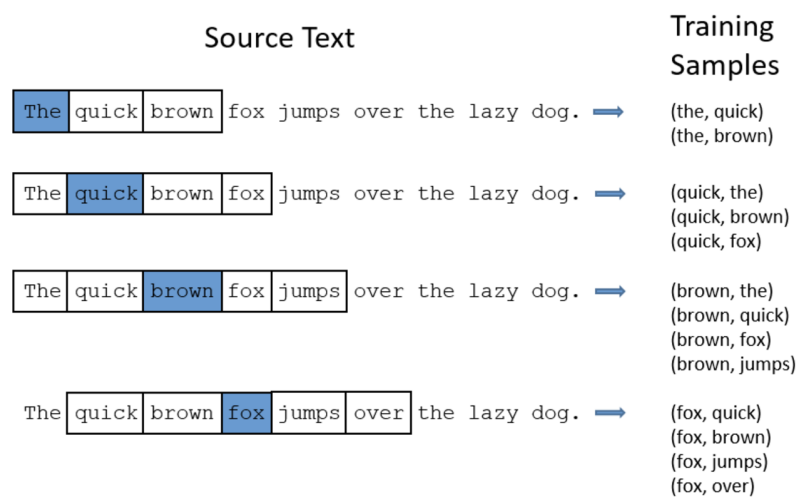 Source Text
Training
Samples
The quick brown fox jumps over the lazy dog.
(the, quick)
(the, brown)
The quick brown fox jumps over the lazy dog.
(quick, the)
(quick, brown)
(quick, fox)
The quick brown fox jumps over the lazy dog.
(brown, the)
(brown, quick)
(brown, fox)
(brown, jumps)
The quick brown fox jumps over the lazy dog.
(fox, quick)
(fox, brown)
(fox, jumps)
(fox, over)